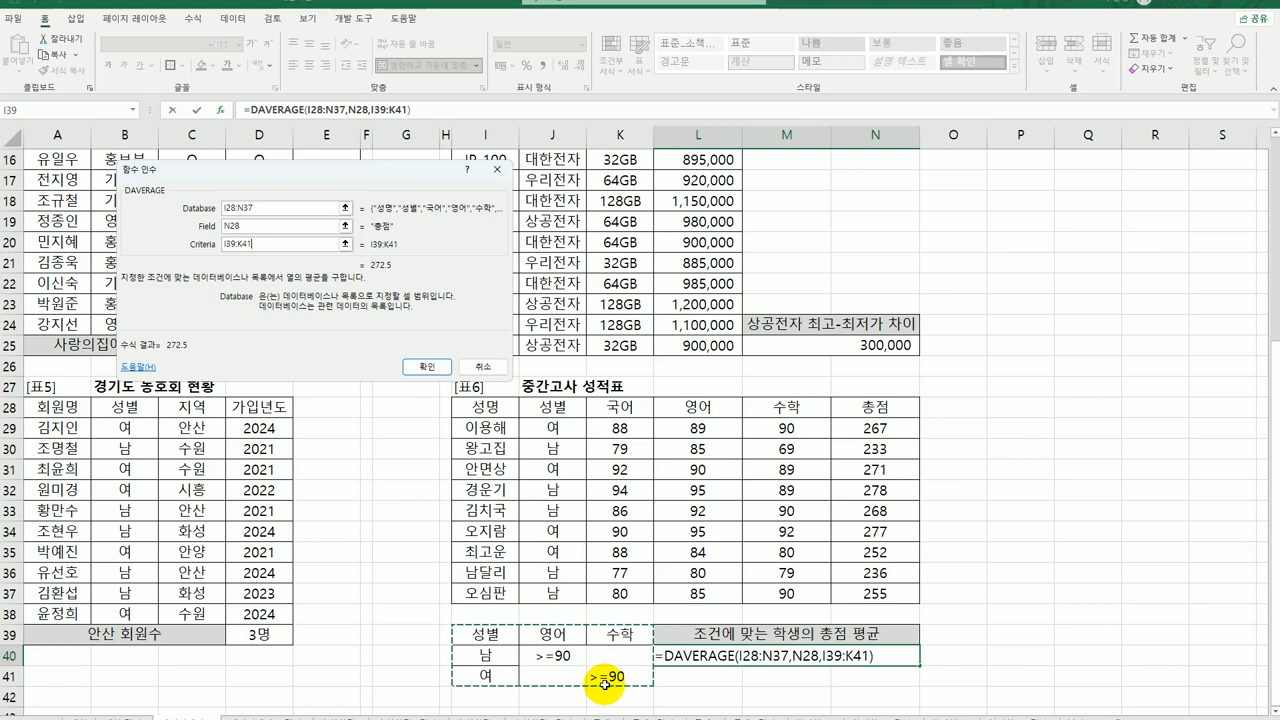 파일 홈 삽입 페이지 레이아웃 수식 데이터 검토 보기 개발 도구 도움말 공유
잘라내기
복사
서식 복사
붙여넣기
클립보드
글꼴
11
자동 줄 바꿈
병합하고 가운데 맞춤
맞춤
일반
표시 형식
조건부 서식
표 서식
표준_소책... 표준 나쁨 보통 좋음
경고문 계산 메모 설명 텍스트 셀 확인
스타일
삽입 삭제 서식
셀
자동 합계
채우기
지우기
정렬 및 필터
찾기 및 선택
편집
I39 =DAVERAGE(I28:N37,N28,I39:K41)
A B C D E F G H I J K L M N O P Q R S
16 유일우 대한전자 32GB 895,000
17 전지영 우리전자 64GB 920,000
18 조규철 우리전자 128GB 1,150,000
19 정종인 상공전자 64GB 980,000
20 민지혜 대한전자 64GB 900,000
21 김종욱 대한전자 32GB 885,000
22 이신숙 대한전자 64GB 985,000
23 박원준 상공전자 128GB 1,200,000
24 강지선 우리전자 128GB 1,100,000 상공전자 최고-최저가 차이
25 사랑의집 상공전자 32GB 900,000 300,000
26
함수 인수 ?
DAVERAGE
Database I28:N37 = {"성명","성별","국어","영어","수학",...
Field N28 = "총점"
Criteria I39:K41 = I39:K41
= 272.5
지정한 조건에 맞는 데이터베이스나 목록에서 열의 평균을 구합니다.
Database 은(는) 데이터베이스나 목록으로 지정할 셀 범위입니다.
데이터베이스는 관련 데이터의 목록입니다.
수식 결과= 272.5
도움말(H) 확인 취소
27 [표5] 경기도 동호회 현황 [표6] 중간고사 성적표
28 회원명 성별 지역 가입년도 성명 성별 국어 영어 수학 총점
29 김지인 여 안산 2024 이용해 여 88 89 90 267
30 조명철 남 수원 2021 왕고집 남 79 85 69 233
31 최윤희 여 수원 2021 안면상 여 92 90 89 271
32 원미경 여 시흥 2022 경운기 남 94 95 89 278
33 황만수 남 안산 2021 김치국 남 86 92 90 268
34 조현우 남 화성 2024 오지람 여 90 95 92 277
35 박예진 여 안양 2021 최고운 여 88 84 80 252
36 유선호 남 안산 2024 남달리 남 77 80 79 236
37 김환섭 남 화성 2023 오심판 남 80 85 90 255
38 윤정희 여 수원 2024
39 안산 회원수 3명 성별 영어 수학 조건에 맞는 학생의 총점 평균
40 남 >=90 =DAVERAGE(I28:N37,N28,I39:K41)
41 여 >=90
42